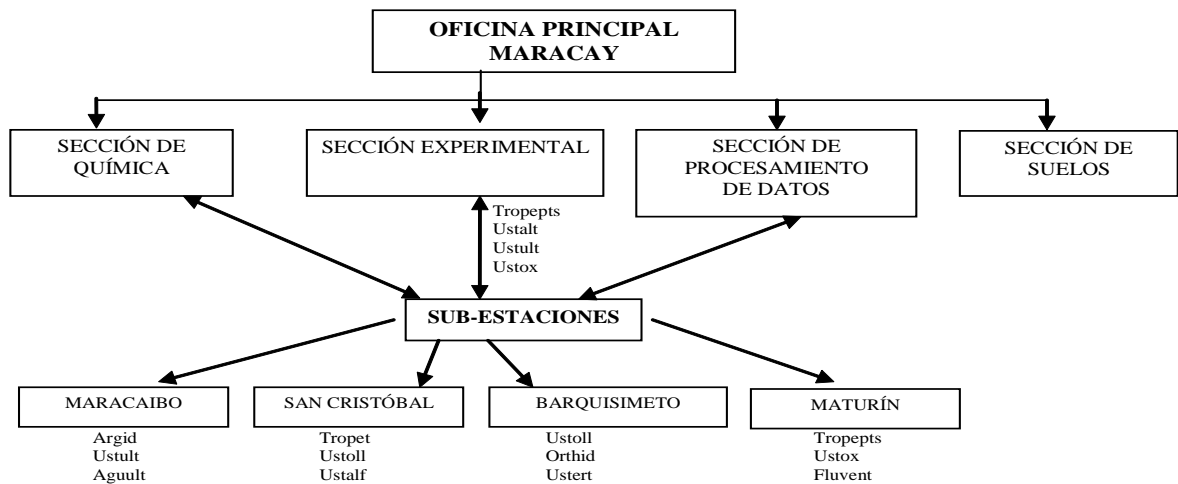 OFICINA PRINCIPAL
MARACAY
SECCIÓN DE
QUÍMICA
SECCIÓN EXPERIMENTAL
SECCIÓN DE
PROCESAMIENTO
DE DATOS
SECCIÓN DE
SUELOS
Tropepts
Ustalt
Ustult
Ustox
SUB-ESTACIONES
MARACAIBO
Argid
Ustult
Aguult
SAN CRISTÓBAL
Tropet
Ustoll
Ustalf
BARQUISIMETO
Ustoll
Orthid
Ustert
MATURÍN
Tropepts
Ustox
Fluvent